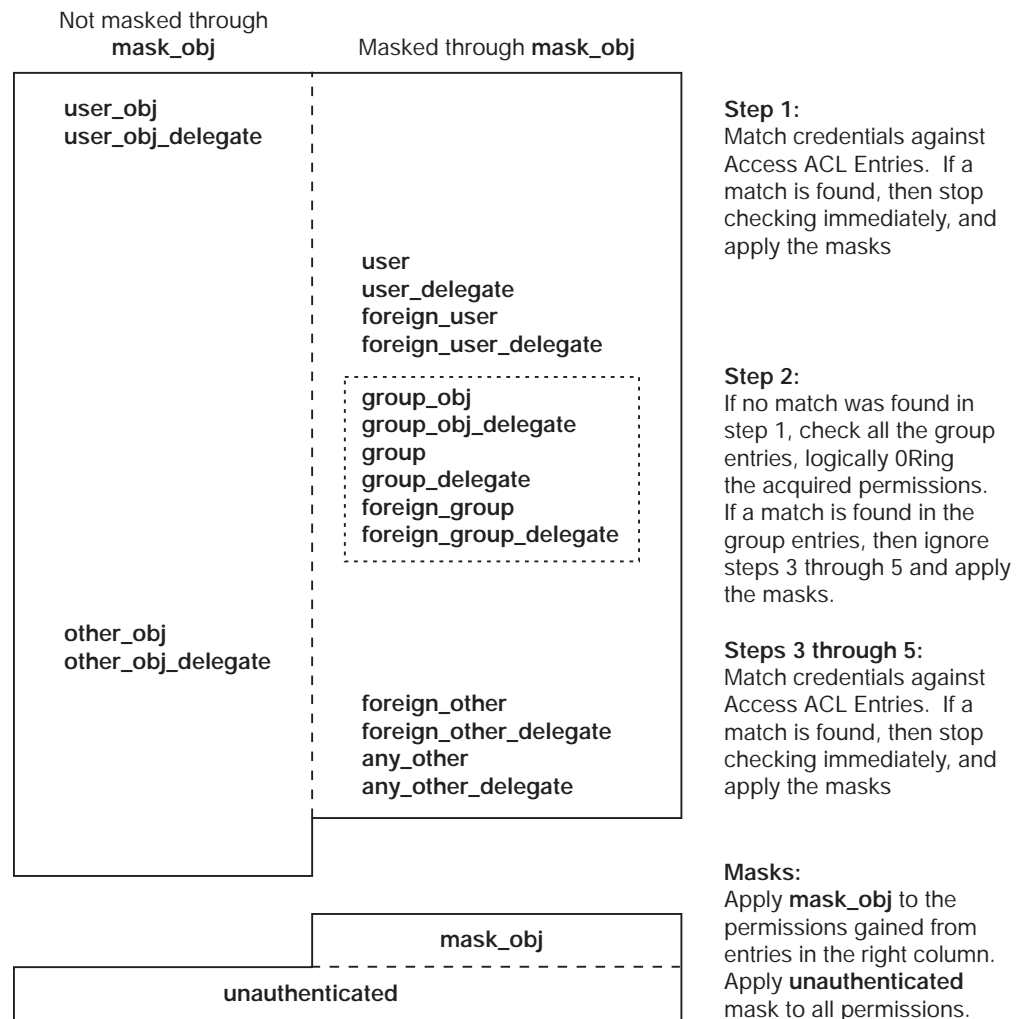 Not masked through
mask_obj
Masked through mask_obj
user_obj
user_obj_delegate
user
user_delegate
foreign_user
foreign_user_delegate
group_obj
group_obj_delegate
group
group_delegate
foreign_group
foreign_group_delegate
other_obj
other_obj_delegate
foreign_other
foreign_other_delegate
any_other
any_other_delegate
mask_obj
unauthenticated
Step 1:
Match credentials against
Access ACL Entries. If a
match is found, then stop
checking immediately, and
apply the masks
Step 2:
If no match was found in
step 1, check all the group
entries, logically 0Ring
the acquired permissions.
If a match is found in the
group entries, then ignore
steps 3 through 5 and apply
the masks.
Steps 3 through 5:
Match credentials against
Access ACL Entries. If a
match is found, then stop
checking immediately, and
apply the masks
Masks:
Apply mask_obj to the
permissions gained from
entries in the right column.
Apply unauthenticated
mask to all permissions.